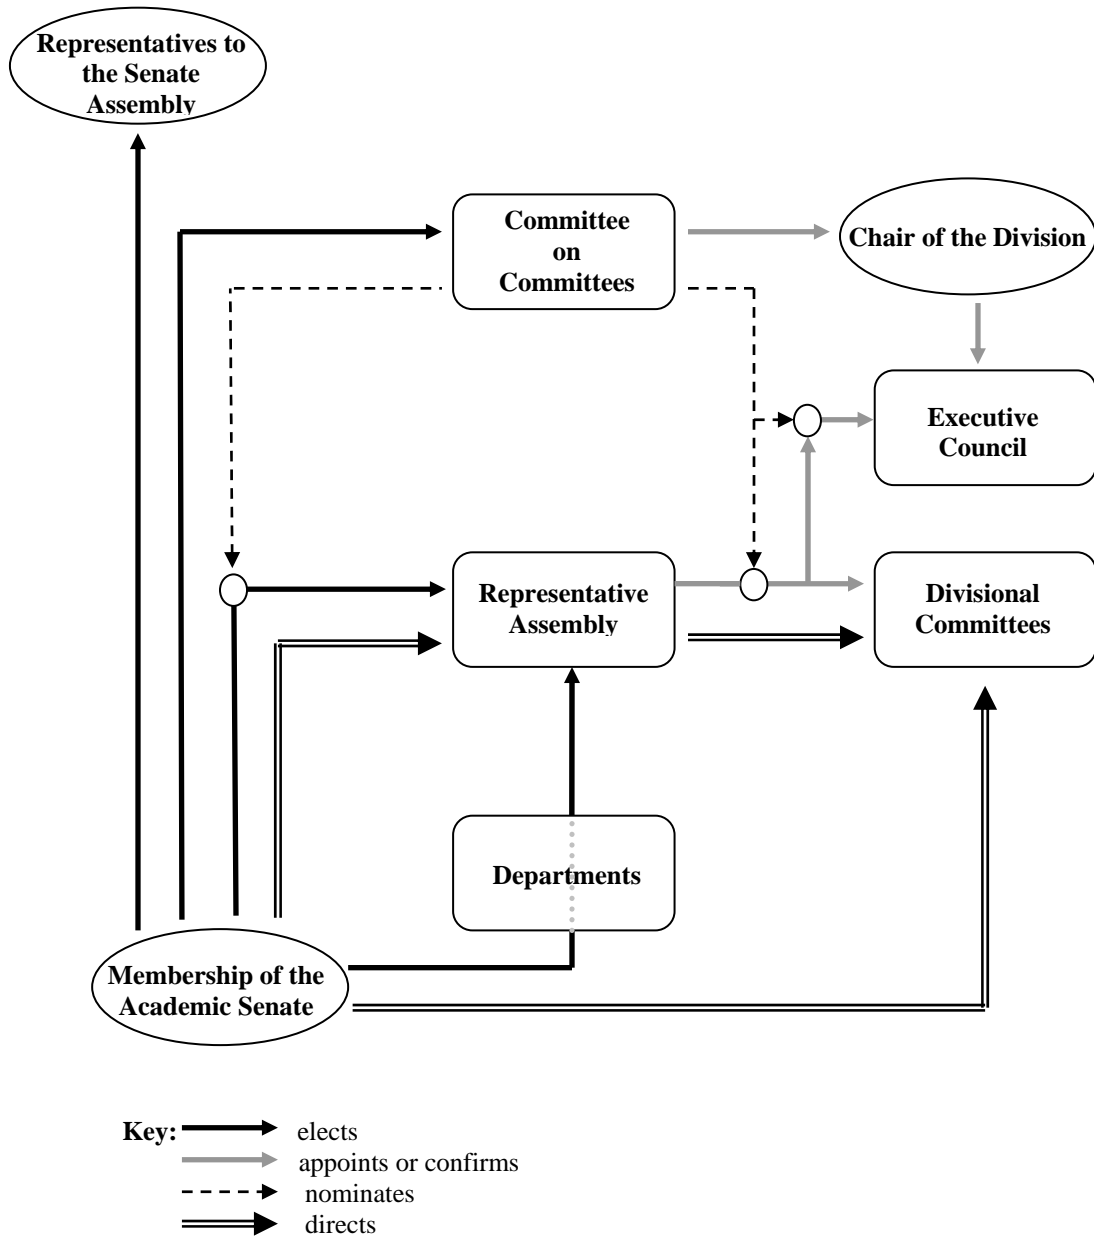 Representatives to
the Senate
Assembly
Committee
on
Committees
Chair of the Division
Executive
Council
Representative
Assembly
Divisional
Committees
Departments
Membership of the
Academic Senate
Key:
elects
appoints or confirms
nominates
directs